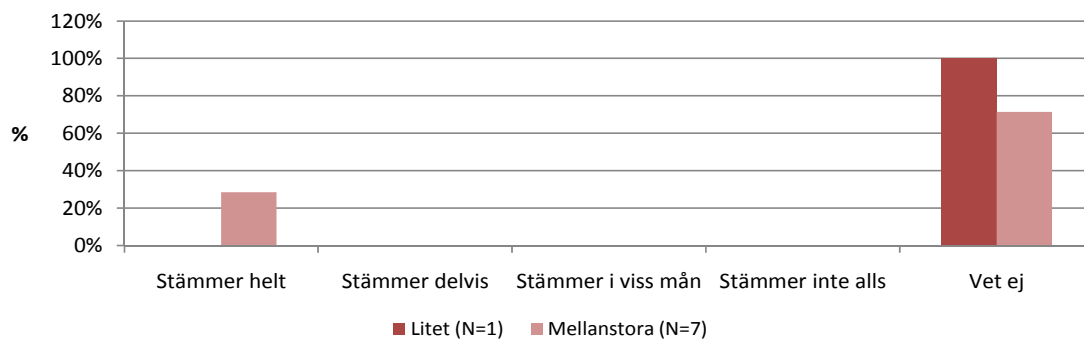 120%
100%
80%
60%
40%
20%
0%
%
Stämmer helt
Stämmer delvis
Stämmer i viss mån
Stämmer inte alls
Vet ej
Litet (N=1)
Mellanstora (N=7)